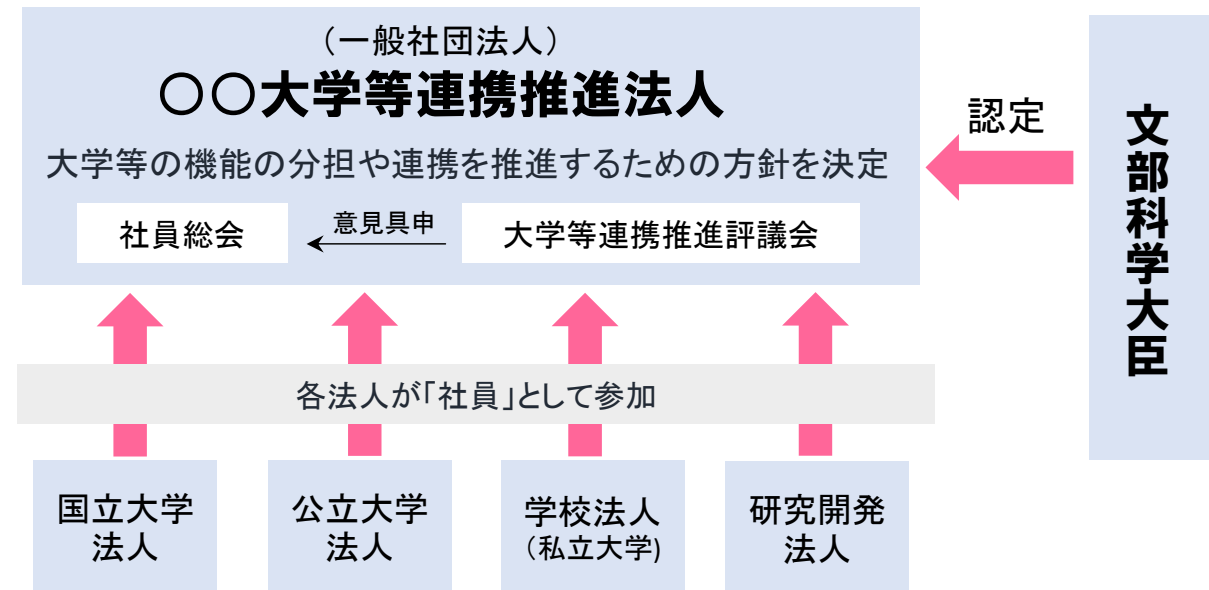 （一般社団法人）
〇〇大学等連携推進法人
大学等の機能の分担や連携を推進するための方針を決定
社員総会
意見具申
大学等連携推進評議会
認定
文部科学大臣
各法人が「社員」として参加
国立大学
法人
公立大学
法人
学校法人
（私立大学)
研究開発
法人